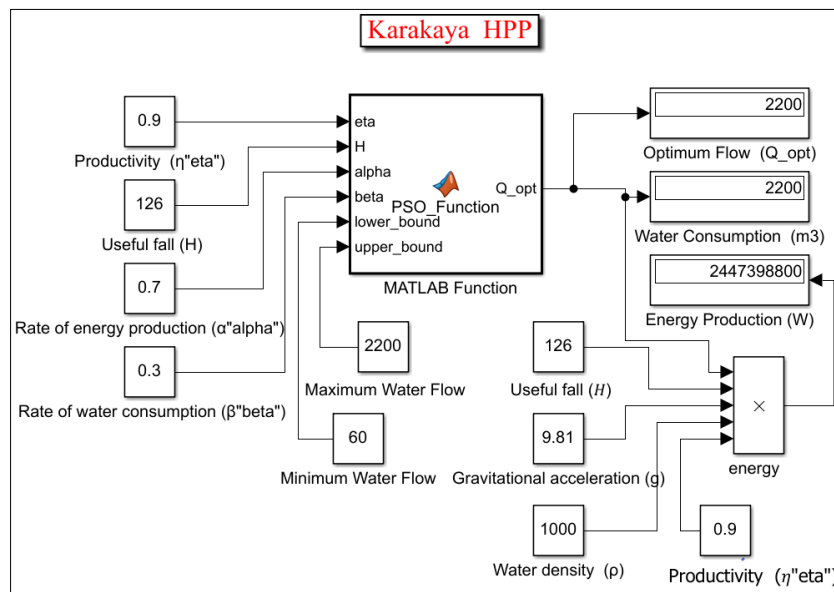 Karakaya HPP
0.9
Productivity (η"eta")
126
Useful fall (H)
0.7
Rate of energy production (α"alpha")
0.3
Rate of water consumption (β"beta")
eta
H
alpha
beta
lower_bound
upper_bound
PSO_Function
Q_opt
MATLAB Function
2200
Optimum Flow (Q_opt)
2200
Water Consumption (m3)
2447398800
Energy Production (W)
2200
Maximum Water Flow
60
Minimum Water Flow
126
Useful fall (H)
9.81
Gravitational acceleration (g)
1000
Water density (ρ)
×
energy
0.9
Productivity (η"eta")